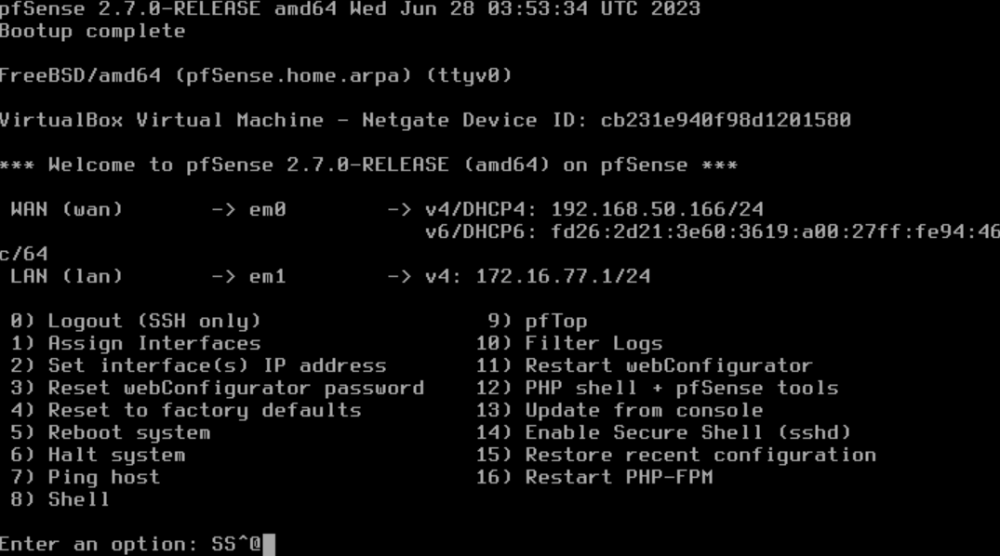 pfSense 2.7.0-RELEASE amd64 Wed Jun 28 03:53:34 UTC 2023
Bootup complete
FreeBSD/amd64 (pfSense.home.arpa) (ttyv0)
VirtualBox Virtual Machine - Netgate Device ID: cb231e940f98d1201580
*** Welcome to pfSense 2.7.0-RELEASE (amd64) on pfSense ***
WAN (wan) -> em0 -> v4/DHCP4: 192.168.50.166/24
v6/DHCP6: fd26:2d21:3e60:3619:a00:27ff:fe94:46
c/64
LAN (lan) -> em1 -> v4: 172.16.77.1/24
0) Logout (SSH only) 9) pfTop
1) Assign Interfaces 10) Filter Logs
2) Set interface(s) IP address 11) Restart webConfigurator
3) Reset webConfigurator password 12) PHP shell + pfSense tools
4) Reset to factory defaults 13) Update from console
5) Reboot system 14) Enable Secure Shell (sshd)
6) Halt system 15) Restore recent configuration
7) Ping host 16) Restart PHP-FPM
8) Shell
Enter an option: SS^@